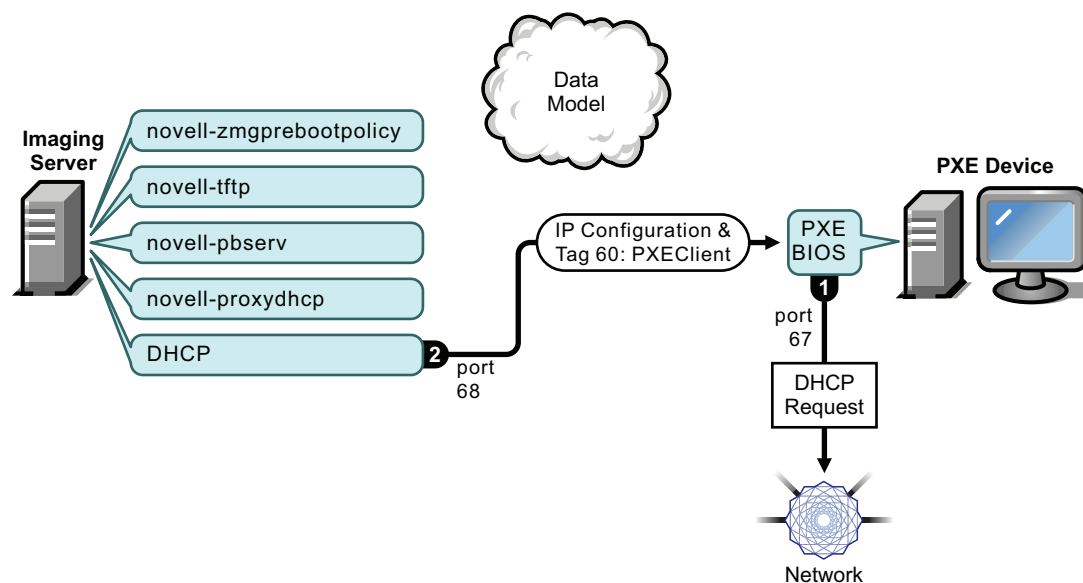 Data
Model
Imaging
Server
novell-zmgprebootpolicy
novell-tftp
novell-pbserv
novell-proxydhcp
DHCP
2
port
68
IP Configuration &
Tag 60: PXEClient
PXE
BIOS
PXE Device
1
port
67
DHCP
Request
Network